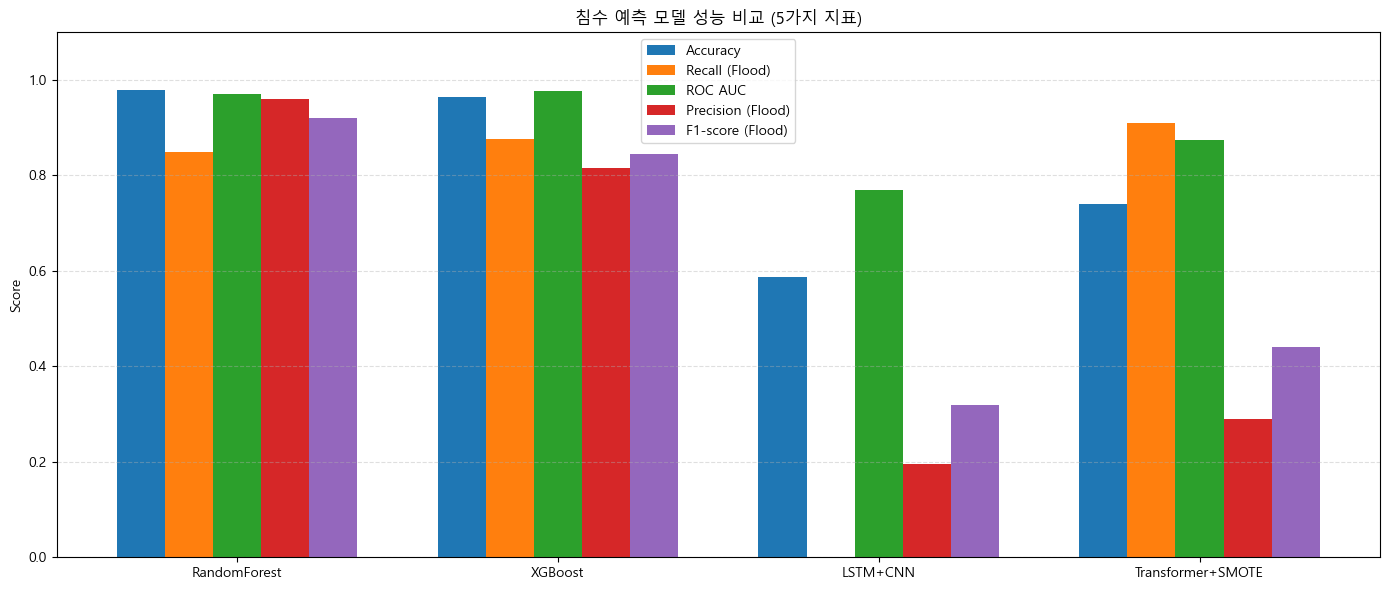 침수 예측 모델 성능 비교 (5가지 지표)
Accuracy
Recall (Flood)
ROC AUC
Precision (Flood)
F1-score (Flood)
Score
1.0
0.8
0.6
0.4
0.2
0.0
RandomForest
XGBoost
LSTM+CNN
Transformer+SMOTE